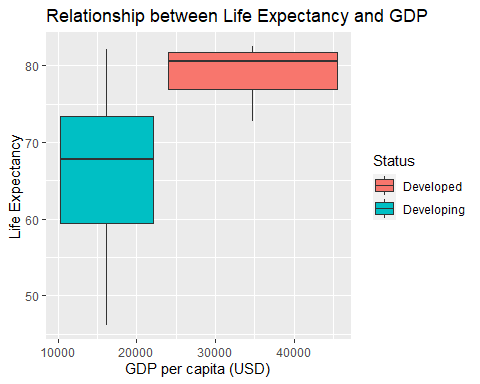 Relationship between Life Expectancy and GDP
80
70
60
50
Life Expectancy
10000 20000 30000 40000
GDP per capita (USD)
Status
Developed
Developing